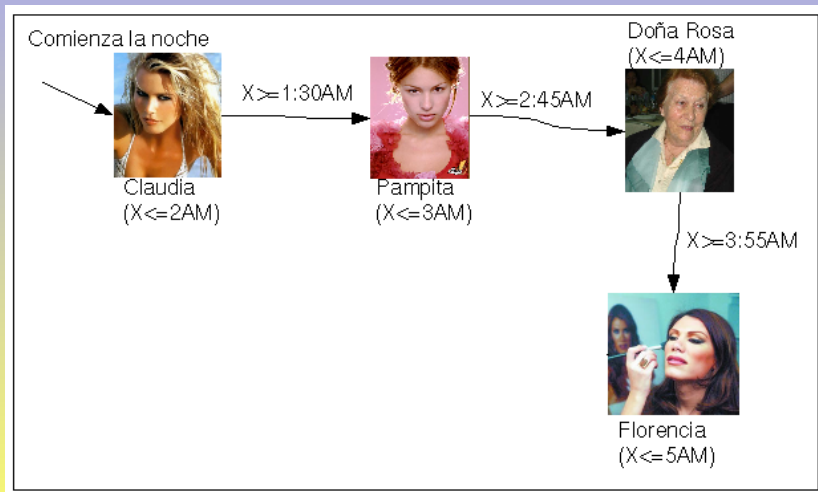 Comienza la noche
Doña Rosa
(X<=4AM)
X>=1:30AM
X>=2:45AM
Claudia
(X<=2AM)
Pampita
(X<=3AM)
X>=3:55AM
Florencia
(X<=5AM)